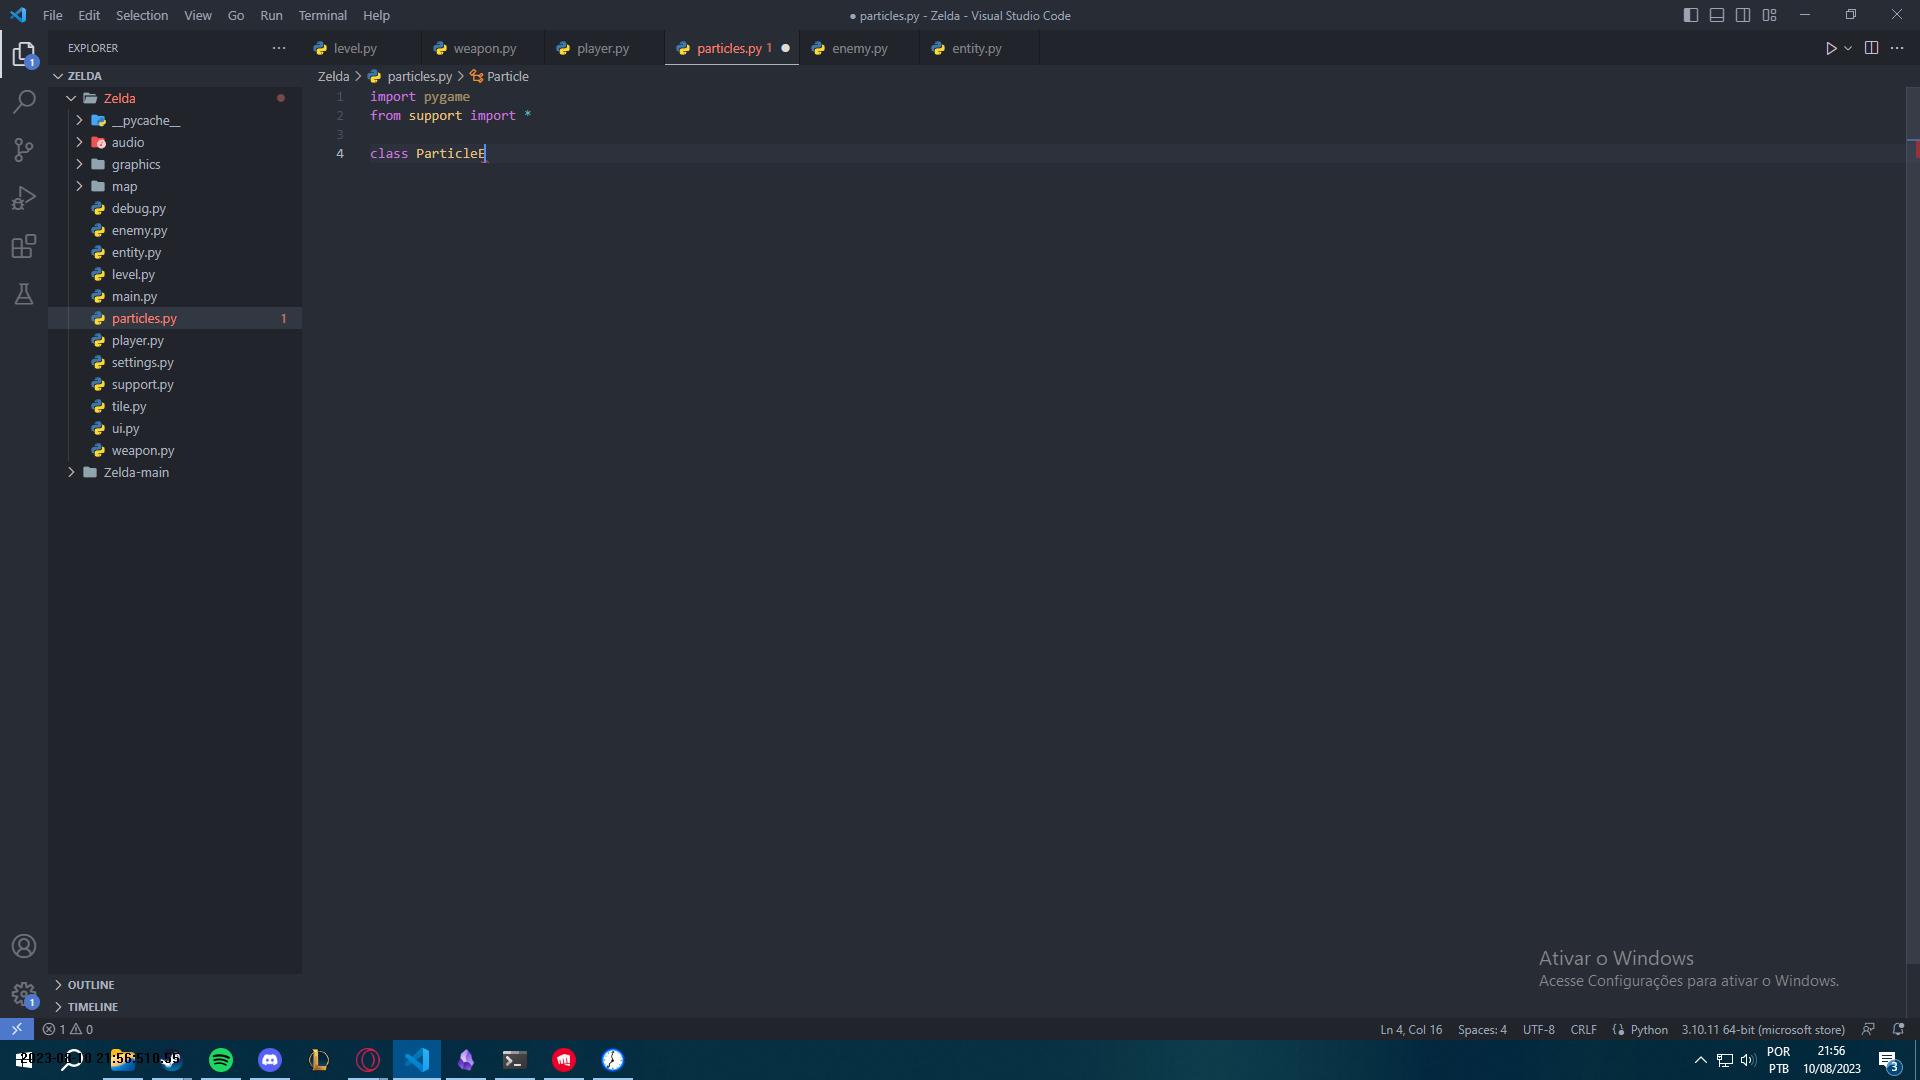 File Edit Selection View Go Run Terminal Help
● particles.py - Zelda - Visual Studio Code
EXPLORER
level.py
weapon.py
player.py
particles.py 1
enemy.py
entity.py
1
ZELDA
Zelda > particles.py > Particle
Zelda
__pycache__
audio
graphics
map
debug.py
enemy.py
entity.py
level.py
main.py
particles.py 1
player.py
settings.py
support.py
tile.py
ui.py
weapon.py
Zelda-main
1 import pygame
2 from support import *
3
4 class ParticleE
Ativar o Windows
Acesse Configurações para ativar o Windows.
OUTLINE
1
TIMELINE
1 0
Ln 4, Col 16 Spaces: 4 UTF-8 CRLF Python 3.10.11 64-bit (microsoft store)
2023-08-10 21:56:51
POR
PTB
21:56
10/08/2023
3